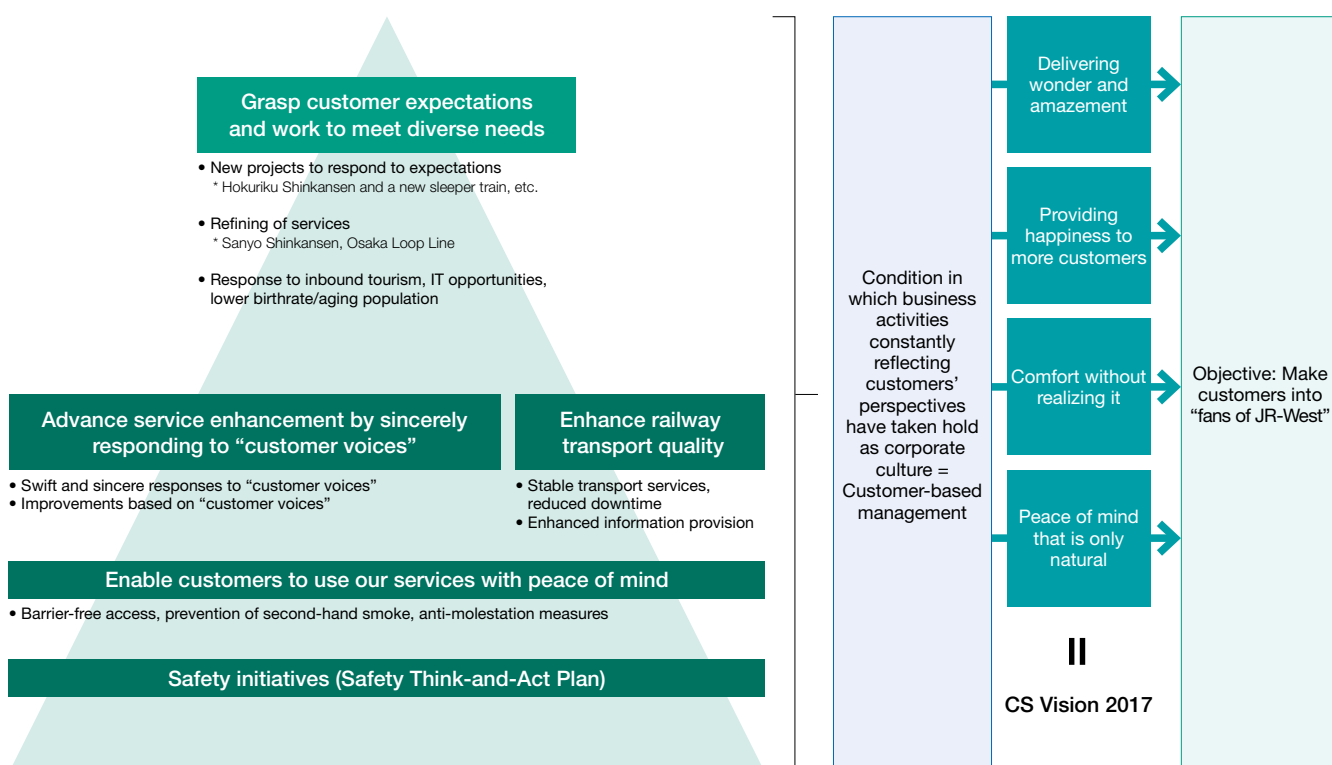 Grasp customer expectations
and work to meet diverse needs
• New projects to respond to expectations
* Hokuriku Shinkansen and a new sleeper train, etc.
• Refining of services
* Sanyo Shinkansen, Osaka Loop Line
• Response to inbound tourism, IT opportunities,
lower birthrate/aging population
Advance service enhancement by sincerely
responding to “customer voices”
• Swift and sincere responses to “customer voices”
• Improvements based on “customer voices”
Enhance railway
transport quality
• Stable transport services,
reduced downtime
• Enhanced information provision
Enable customers to use our services with peace of mind
• Barrier-free access, prevention of second-hand smoke, anti-molestation measures
Safety initiatives (Safety Think-and-Act Plan)
Condition in
which business
activities
constantly
reflecting
customers’
perspectives
have taken hold
as corporate
culture =
Customer-based
management
Delivering
wonder and
amazement
Providing
happiness to
more customers
Comfort without
realizing it
Peace of mind
that is only
natural
=
CS Vision 2017
Objective: Make
customers into
“fans of JR-West”